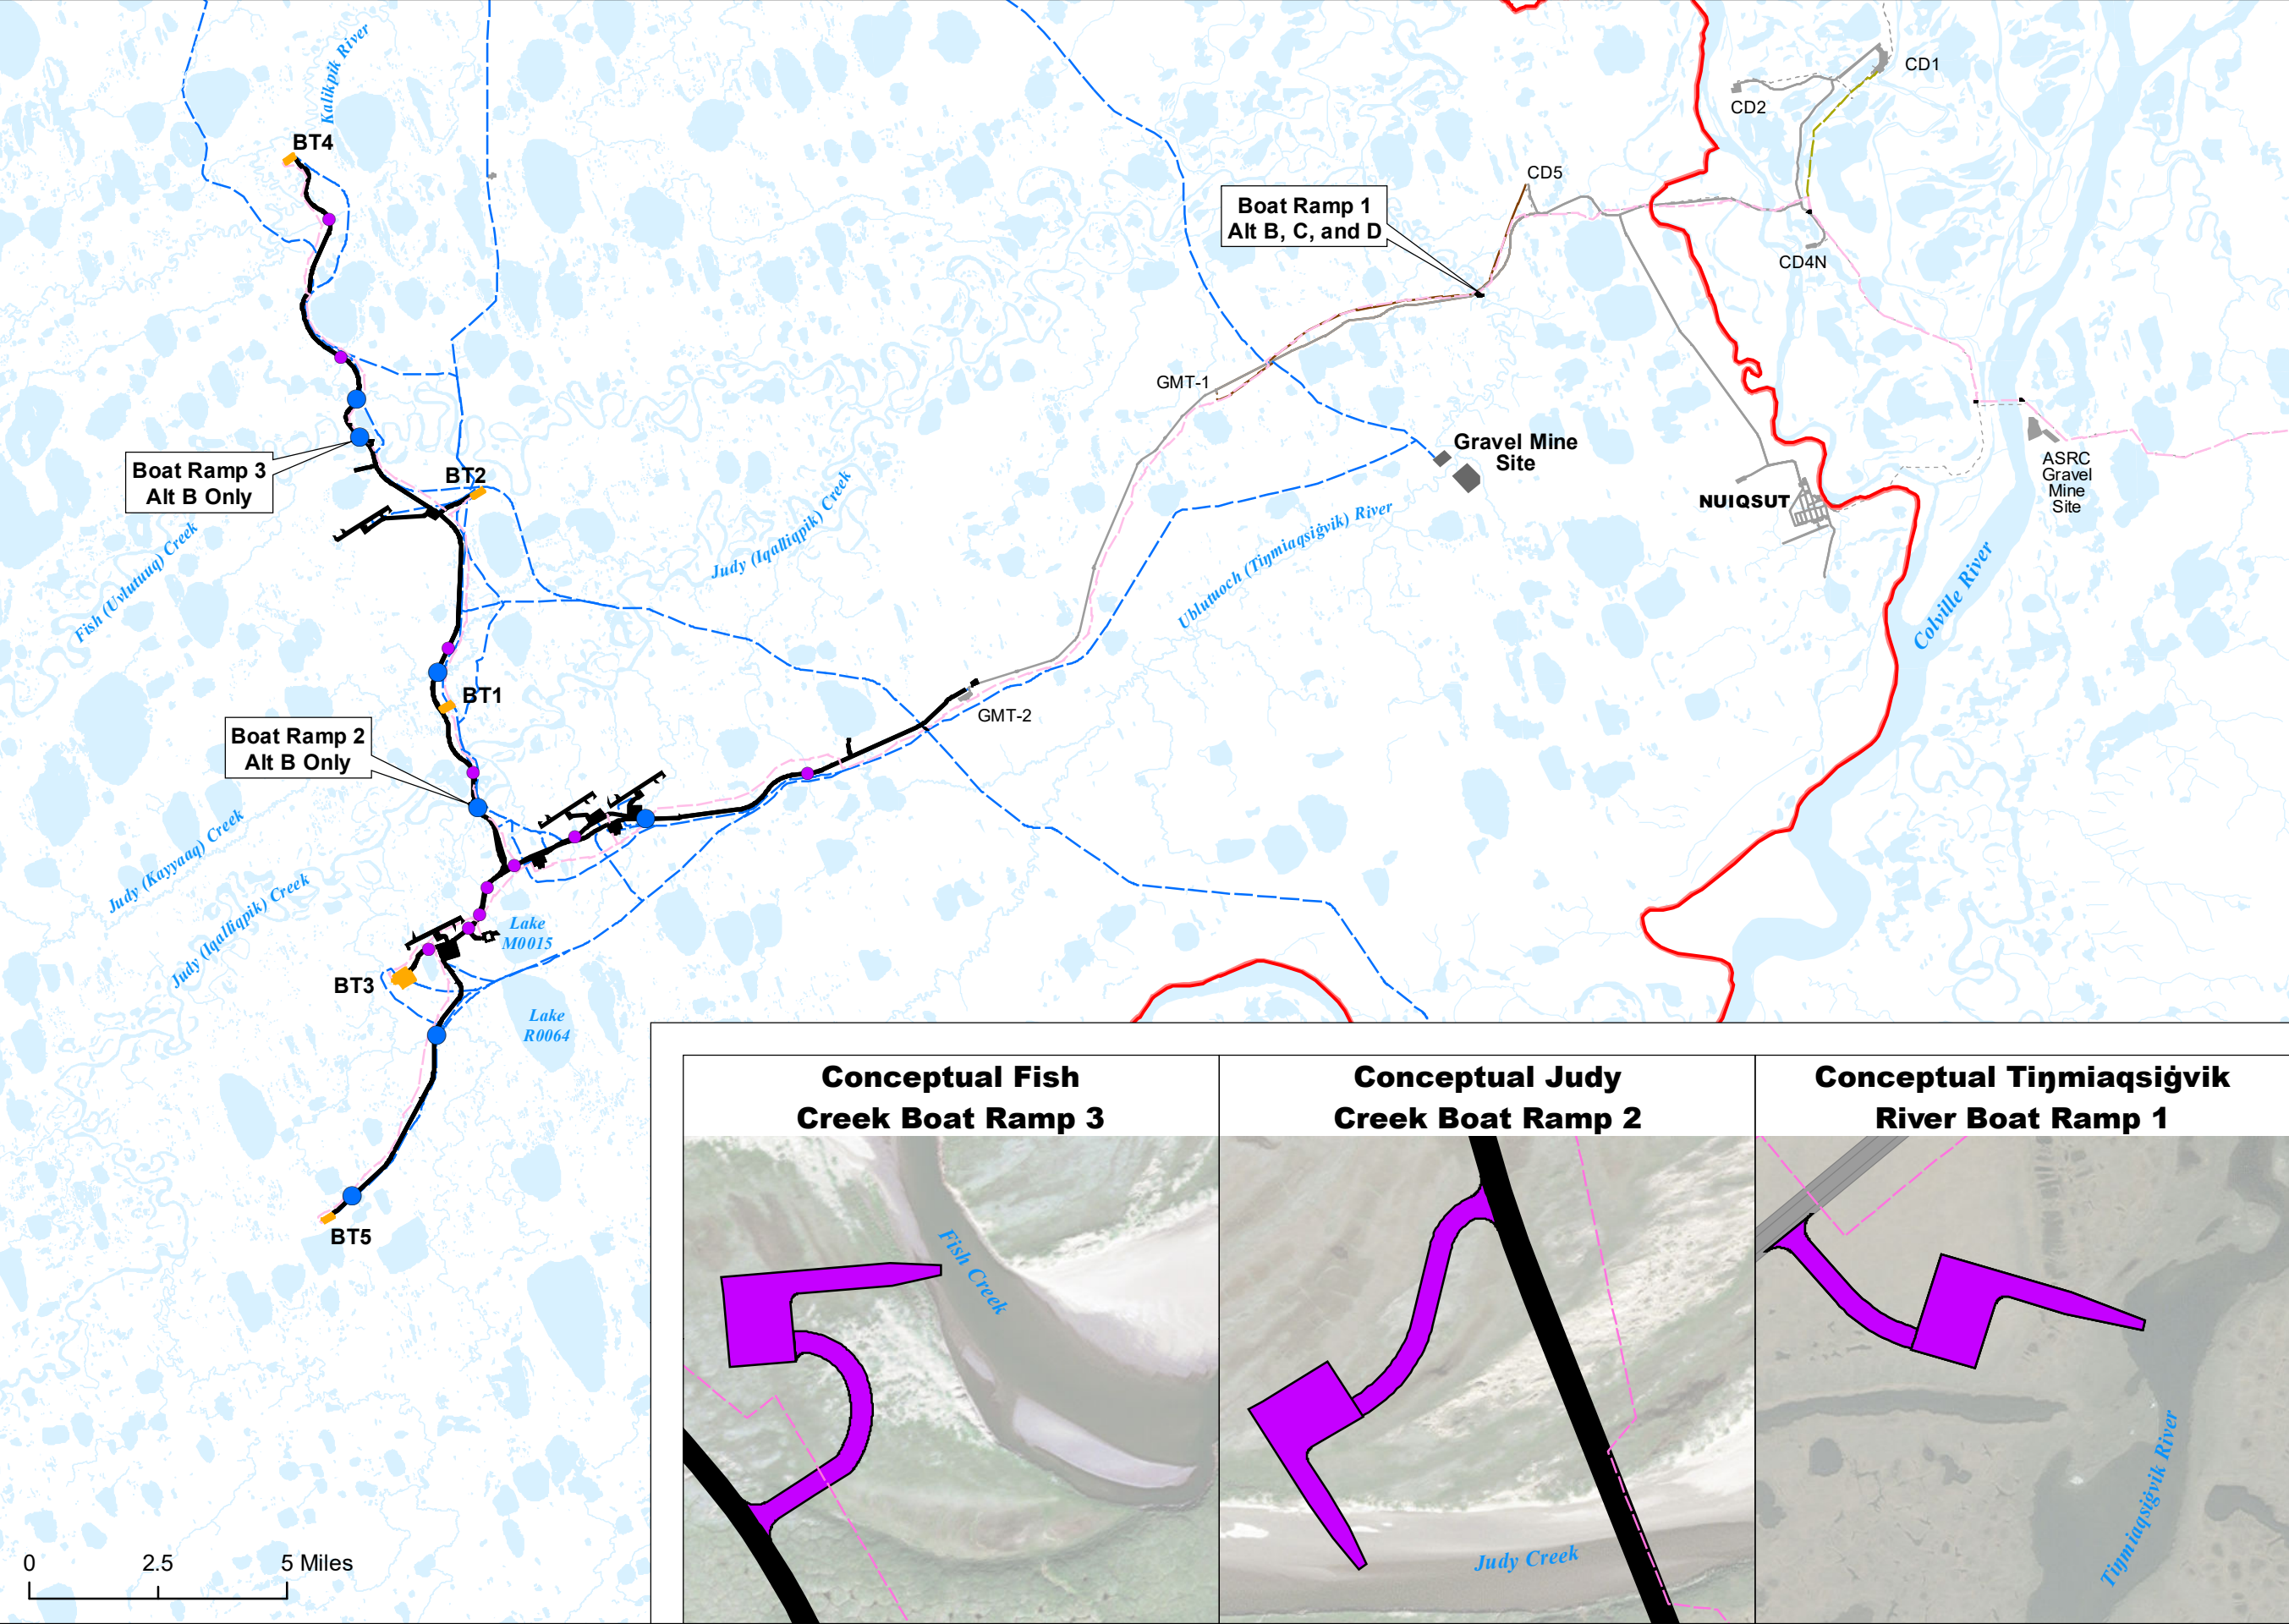 Kalikpik River
BT4
CD1
CD2
CD5
Boat Ramp 1
Alt B, C, and D
CD4N
GMT-1
Boat Ramp 3
Alt B Only
BT2
Gravel Mine
Site
ASRC
Gravel
Mine
Site
NUIQSUT
Judy (Iqalliqpik) Creek
Ublutuoch (Tiŋmiaqsiġvik) River
Fish (Uvlutuuq) Creek
Colville River
BT1
GMT-2
Boat Ramp 2
Alt B Only
Judy (Kayyaaq) Creek
Judy (Iqalliqpik) Creek
Lake
M0015
BT3
Lake
R0064
BT5
Conceptual Fish
Creek Boat Ramp 3
Fish Creek
Conceptual Judy
Creek Boat Ramp 2
Judy Creek
Conceptual Tiŋmiaqsiġvik
River Boat Ramp 1
Tiŋmiaqsiġvik River
0 2.5 5 Miles